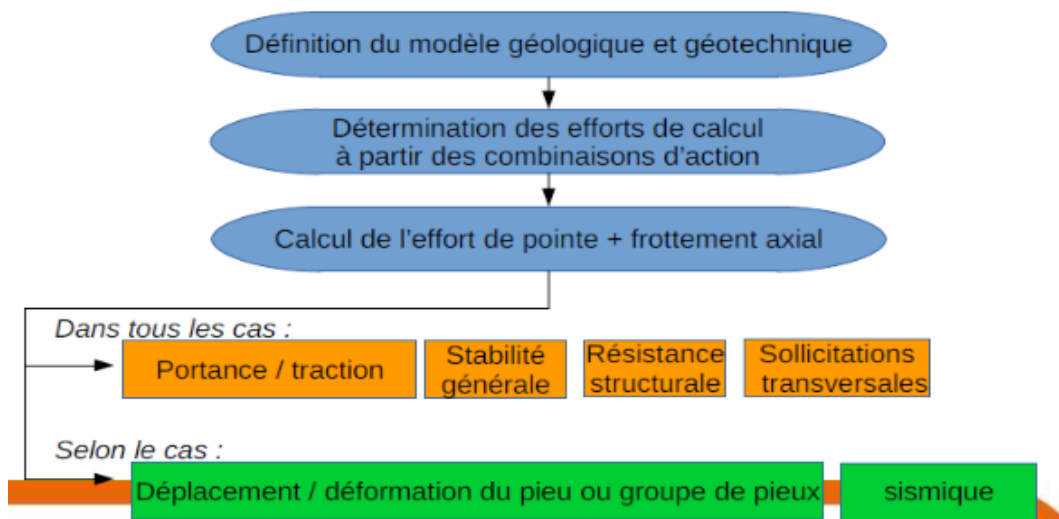 Définition du modèle géologique et géotechnique
Détermination des efforts de calcul
à partir des combinaisons d'action
Calcul de l'effort de pointe + frottement axial
Dans tous les cas :
Portance / traction
Stabilité
générale
Résistance
structurale
Sollicitations
transversales
Selon le cas :
Déplacement / déformation du pieu ou groupe de pieux
sismique